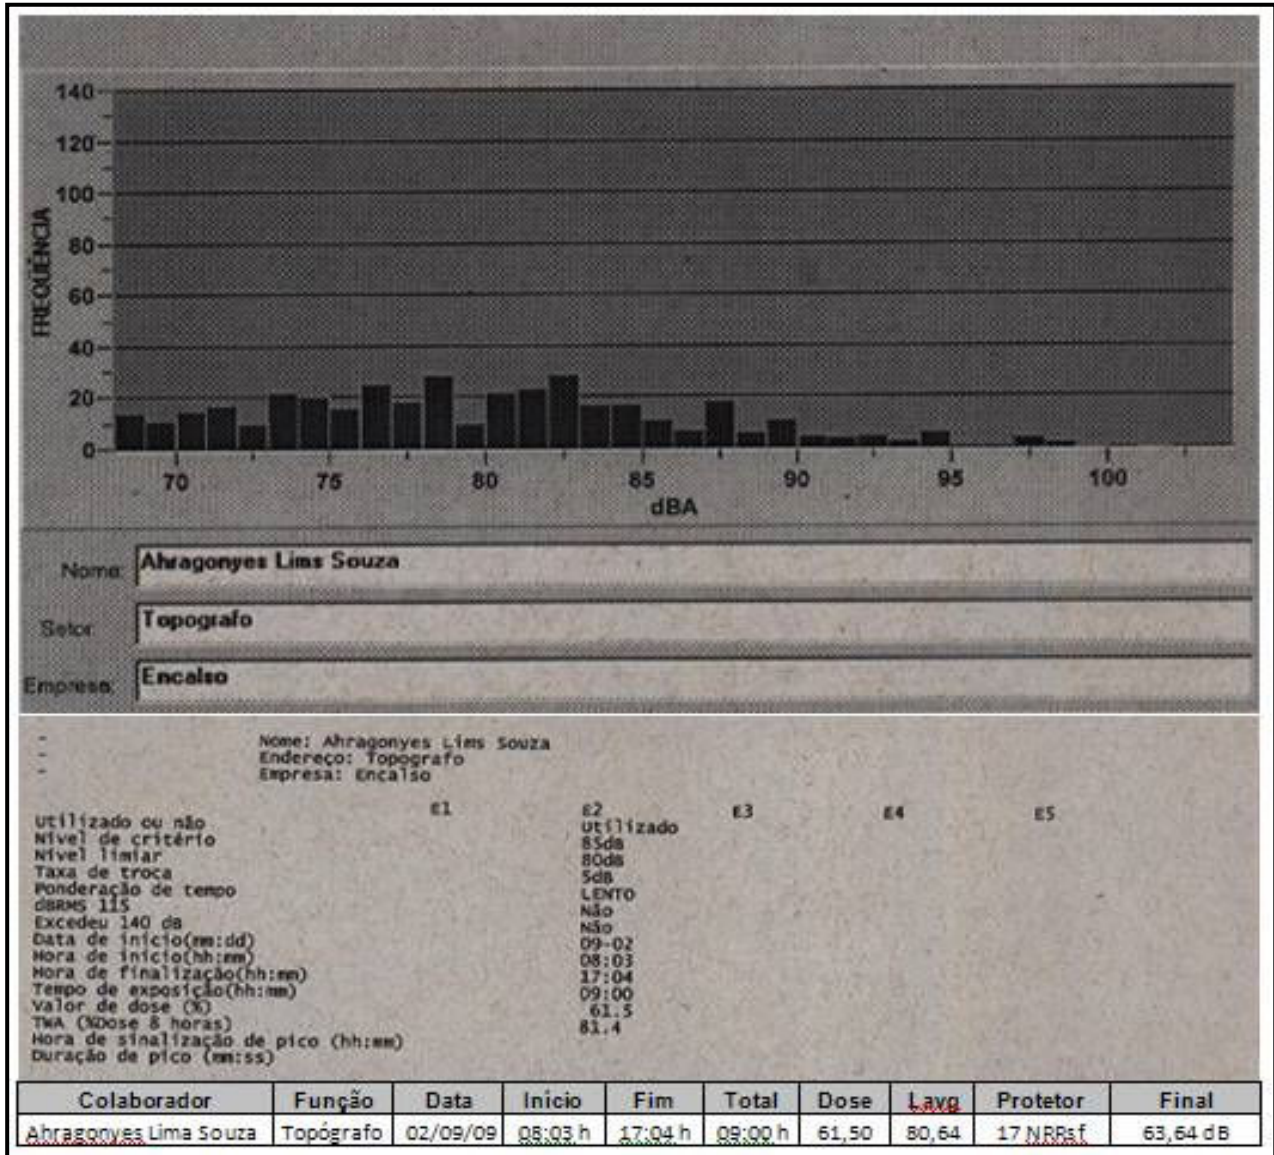 140
120
100
80
60
40
20
0
FREQÜÊNCIA
70 75 80 85 90 95 100
dBA
Nome: Ahragonyes Lims Souza
Setor: Topografo
Empresa: Encalso
- Nome: Ahragonyes Lims Souza
- Endereço: Topografo
- Empresa: Encalso
E1 E2 E3 E4 E5
Utilizado ou não Utilizado
Nível de critério 85dB
Nível limiar 80dB
Taxa de troca 5dB
Ponderação de tempo LENTO
dBRMS 115 Não
Excedeu 140 dB Não
Data de início(mm:dd) 09-02
Hora de início(hh:mm) 08:03
Hora de finalização(hh:mm) 17:04
Tempo de exposição(hh:mm) 09:00
Valor de dose (%) 61.5
TWA (%Dose 8 horas) 81.4
Hora de sinalização de pico (hh:mm)
Duração de pico (mm:ss)
Colaborador Função Data Início Fim Total Dose Lavg Protetor Final
Ahragonyes Lima Souza Topógrafo 02/09/09 08:03 h 17:04 h 09:00 h 61,50 80,64 17 NRRsf 63,64 dB